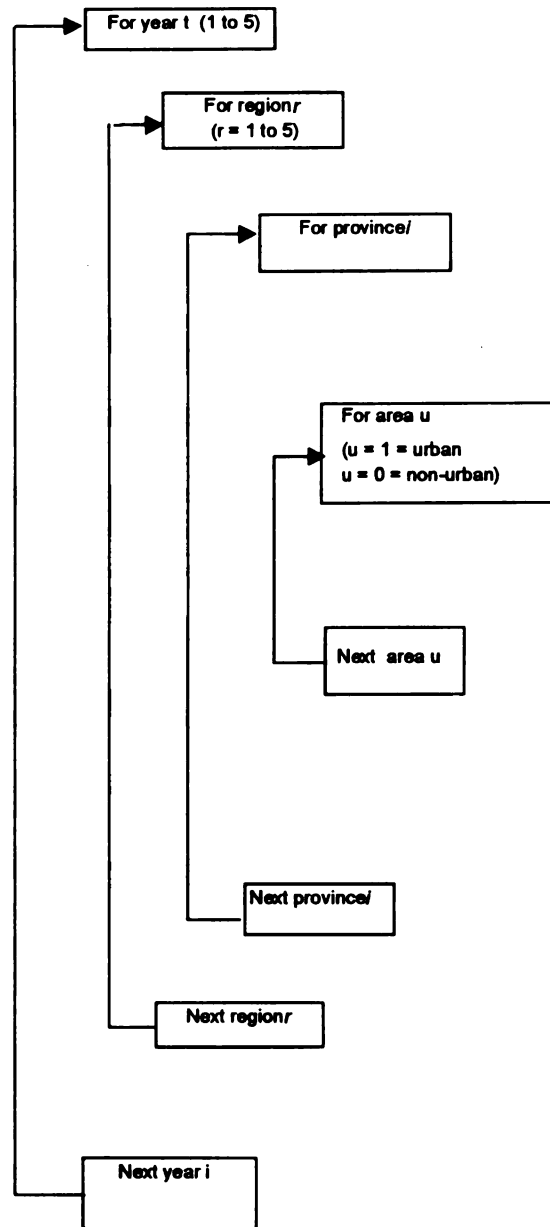 For year t (1 to 5)
For region r
(r = 1 to 5)
For province i
For area u
(u = 1 = urban
u = 0 = non-urban)
Next area u
Next province i
Next region r
Next year i